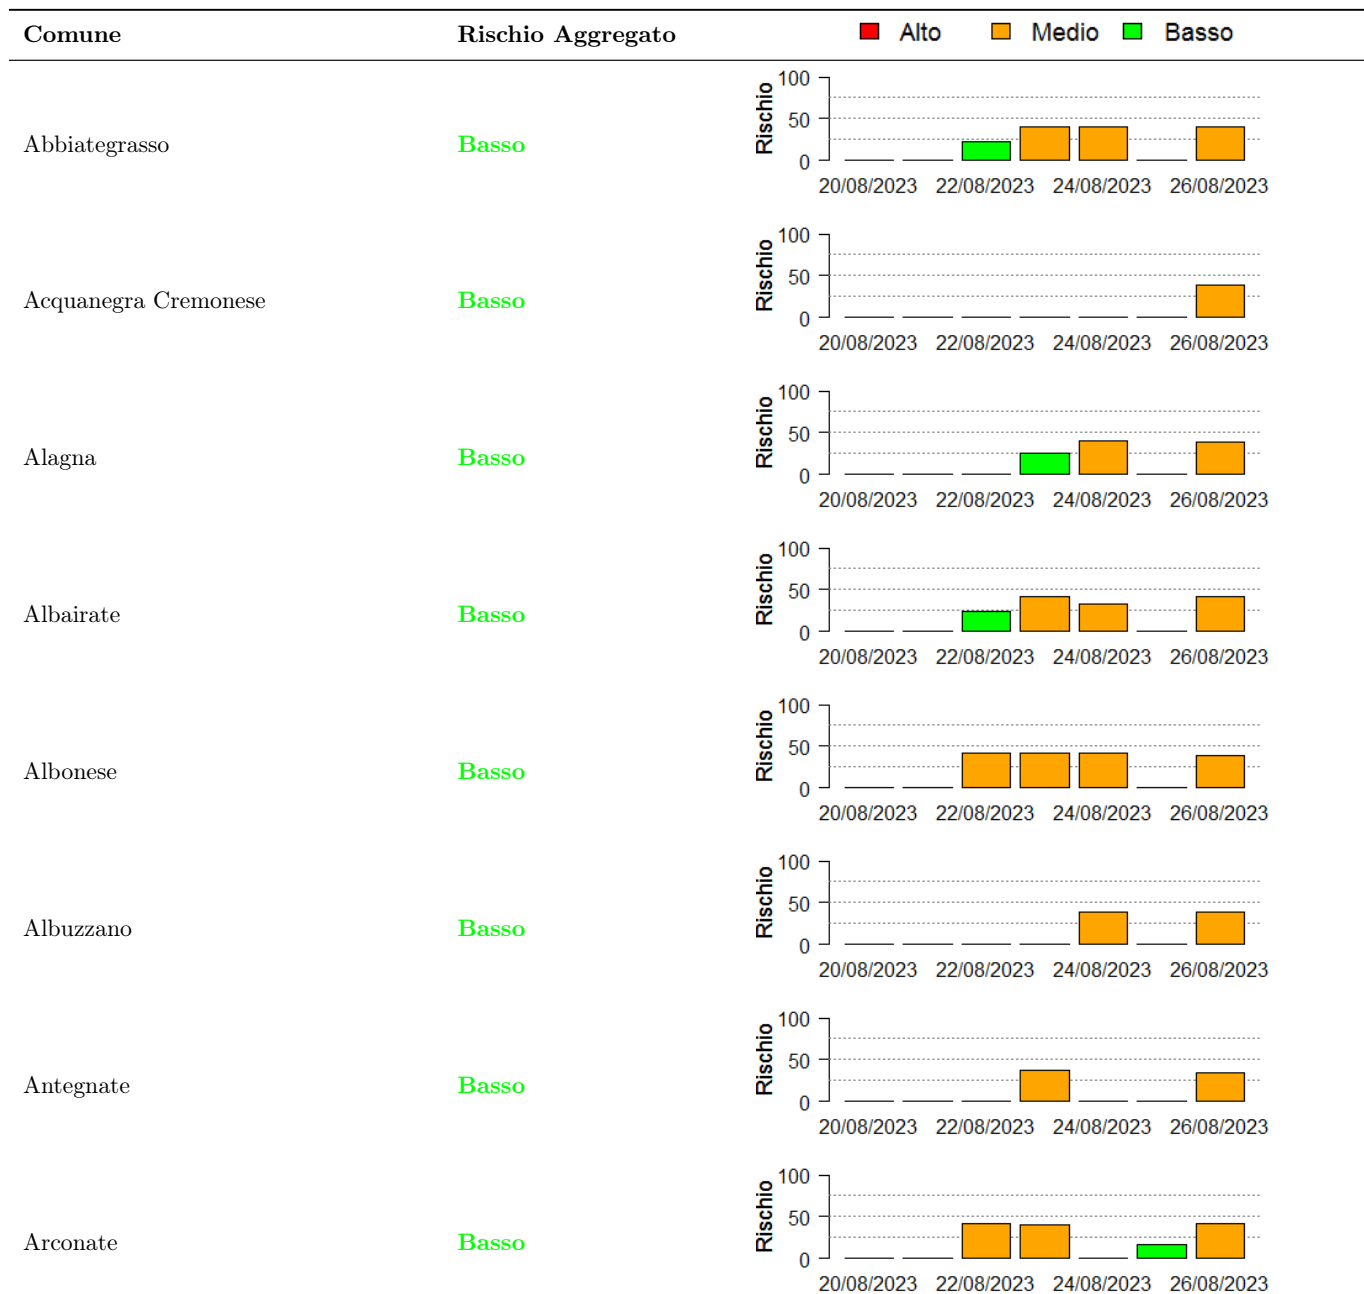 Comune Rischio Aggregato Alto Medio Basso
100
50
0
Rischio
Abbiategrasso Basso
20/08/2023 22/08/2023 24/08/2023 26/08/2023
100
50
0
Rischio
Acquanegra Cremonese Basso
20/08/2023 22/08/2023 24/08/2023 26/08/2023
100
50
0
Rischio
Alagna Basso
20/08/2023 22/08/2023 24/08/2023 26/08/2023
100
50
0
Rischio
Albairate Basso
20/08/2023 22/08/2023 24/08/2023 26/08/2023
100
50
0
Rischio
Albonese Basso
20/08/2023 22/08/2023 24/08/2023 26/08/2023
100
50
0
Rischio
Albuzzano Basso
20/08/2023 22/08/2023 24/08/2023 26/08/2023
100
50
0
Rischio
Antegnate Basso
20/08/2023 22/08/2023 24/08/2023 26/08/2023
100
50
0
Rischio
Arconate Basso
20/08/2023 22/08/2023 24/08/2023 26/08/2023